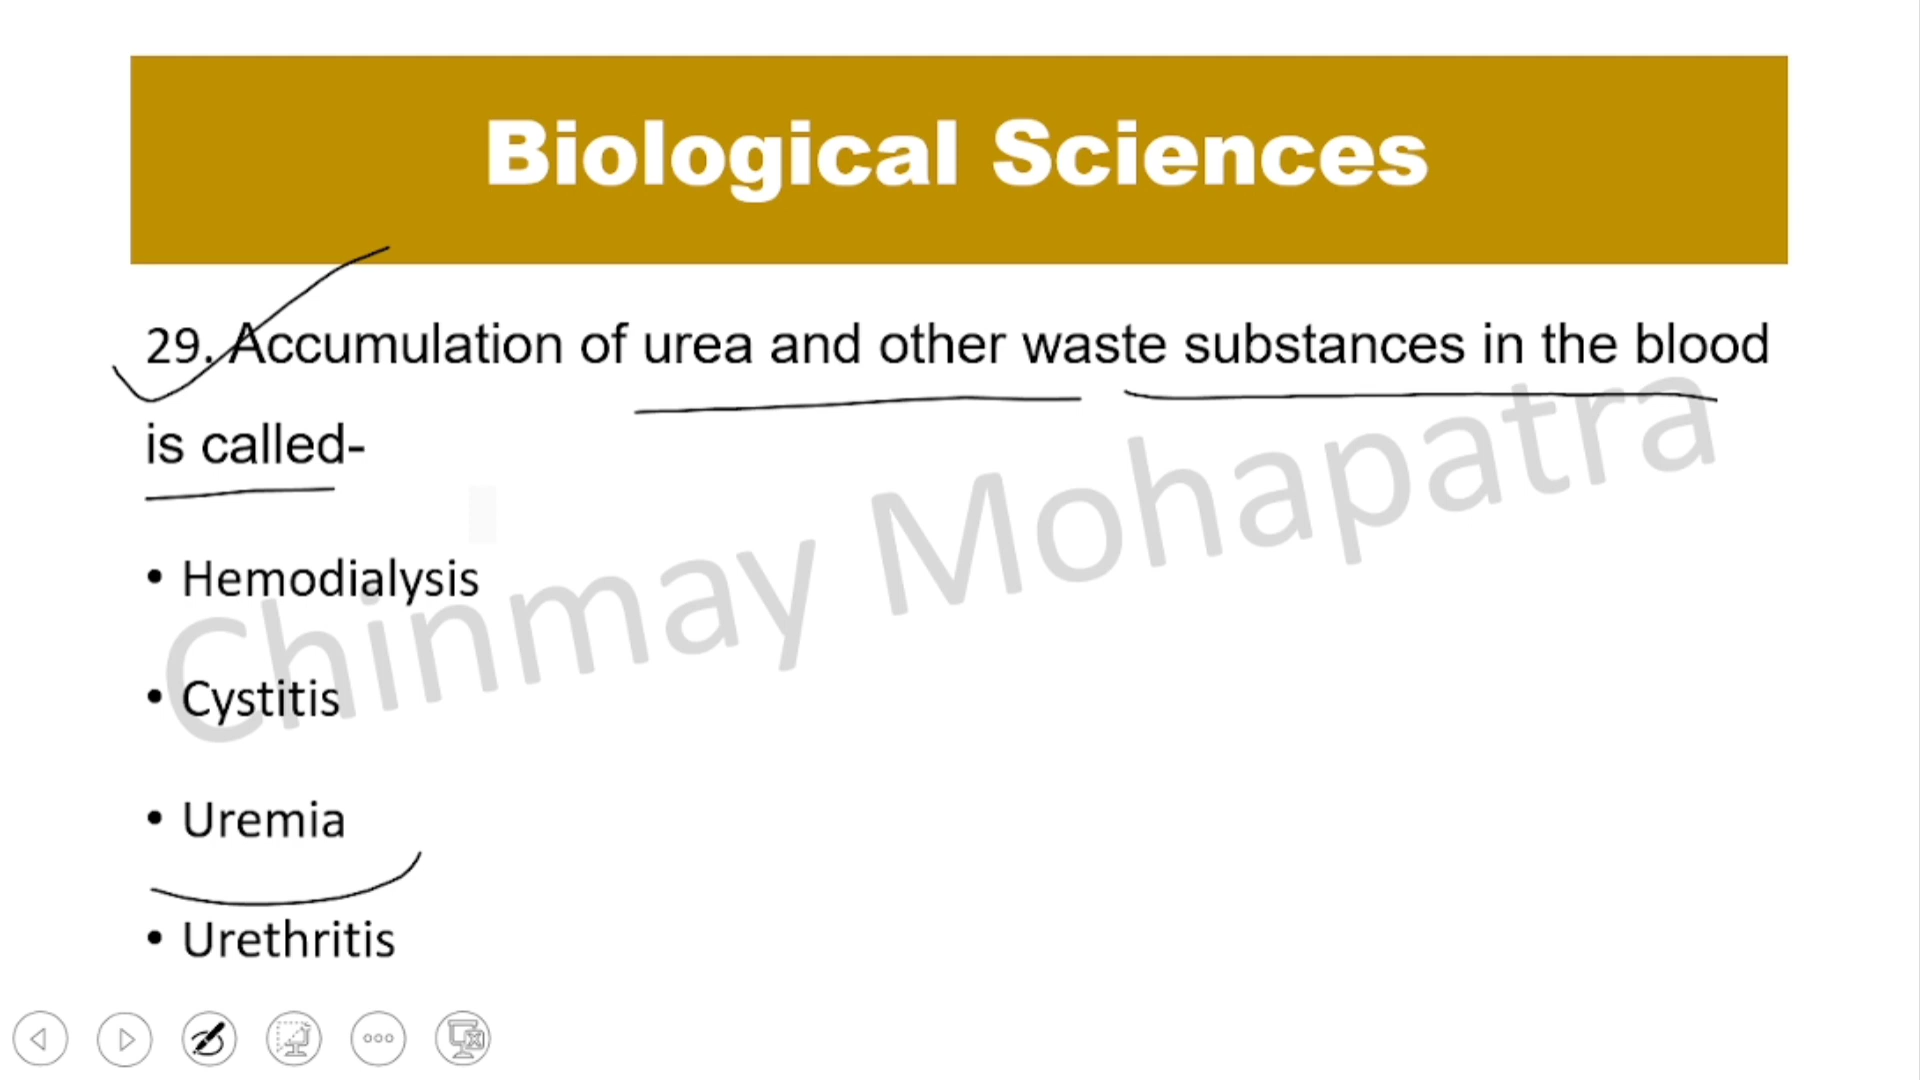 Biological Sciences
29. Accumulation of urea and other waste substances in the blood
is called-
• Hemodialysis
• Cystitis
• Uremia
• Urethritis
Chinmay Mohapatra